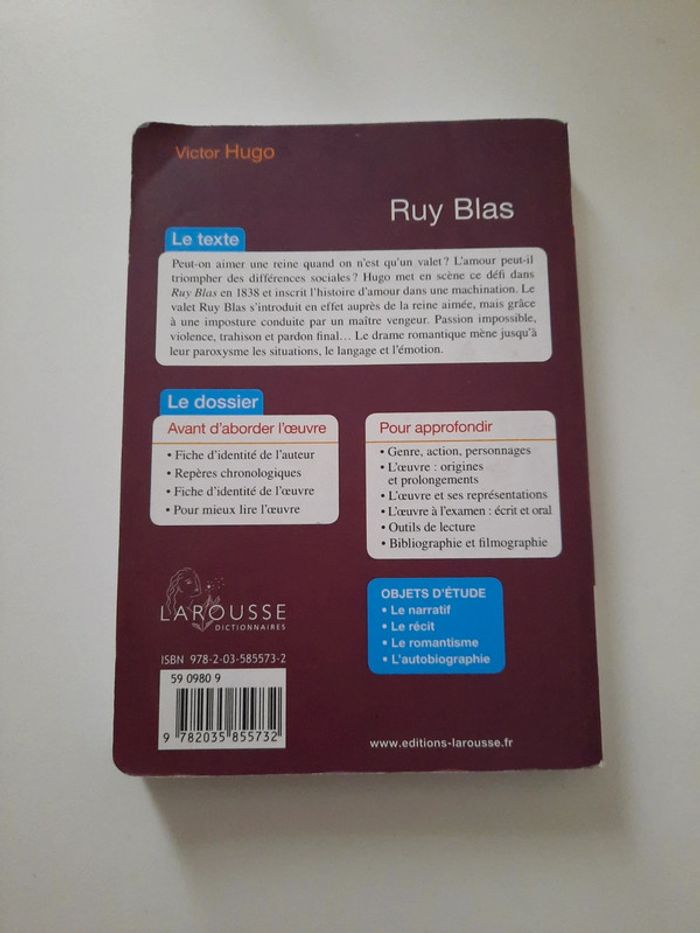 Victor Hugo
Ruy Blas
Le texte
Peut-on aimer une reine quand on n'est qu'un valet ? L'amour peut-il
triompher des différences sociales ? Hugo met en scène ce défi dans
Ruy Blas en 1838 et inscrit l'histoire d'amour dans une machination. Le
valet Ruy Blas s'introduit en effet auprès de la reine aimée, mais grâce
à une imposture conduite par un maître vengeur. Passion impossible,
violence, trahison et pardon final… Le drame romantique mène jusqu'à
leur paroxysme les situations, le langage et l'émotion.
Le dossier
Avant d'aborder l'œuvre
• Fiche d'identité de l'auteur
• Repères chronologiques
• Fiche d'identité de l'œuvre
• Pour mieux lire l'œuvre
Pour approfondir
• Genre, action, personnages
• L'œuvre : origines
et prolongements
• L'œuvre et ses représentations
• L'œuvre à l'examen : écrit et oral
• Outils de lecture
• Bibliographie et filmographie
OBJETS D'ÉTUDE
• Le narratif
• Le récit
• Le romantisme
• L'autobiographie
LAROUSSE
DICTIONNAIRES
ISBN 978-2-03-585573-2
59 0980 9
9 782035 855732
www.editions-larousse.fr